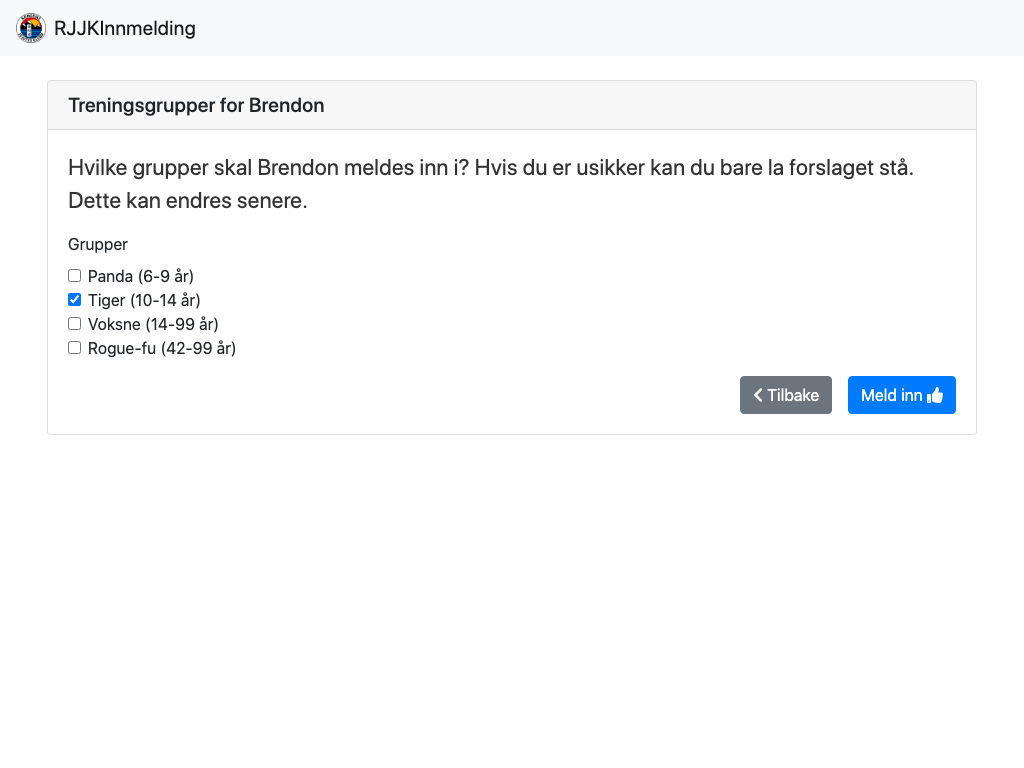 RJJKInnmelding
Treningsgrupper for Brendon
Hvilke grupper skal Brendon meldes inn i? Hvis du er usikker kan du bare la forslaget stå.
Dette kan endres senere.
Grupper
Panda (6-9 år)
Tiger (10-14 år)
Voksne (14-99 år)
Rogue-fu (42-99 år)
Tilbake
Meld inn